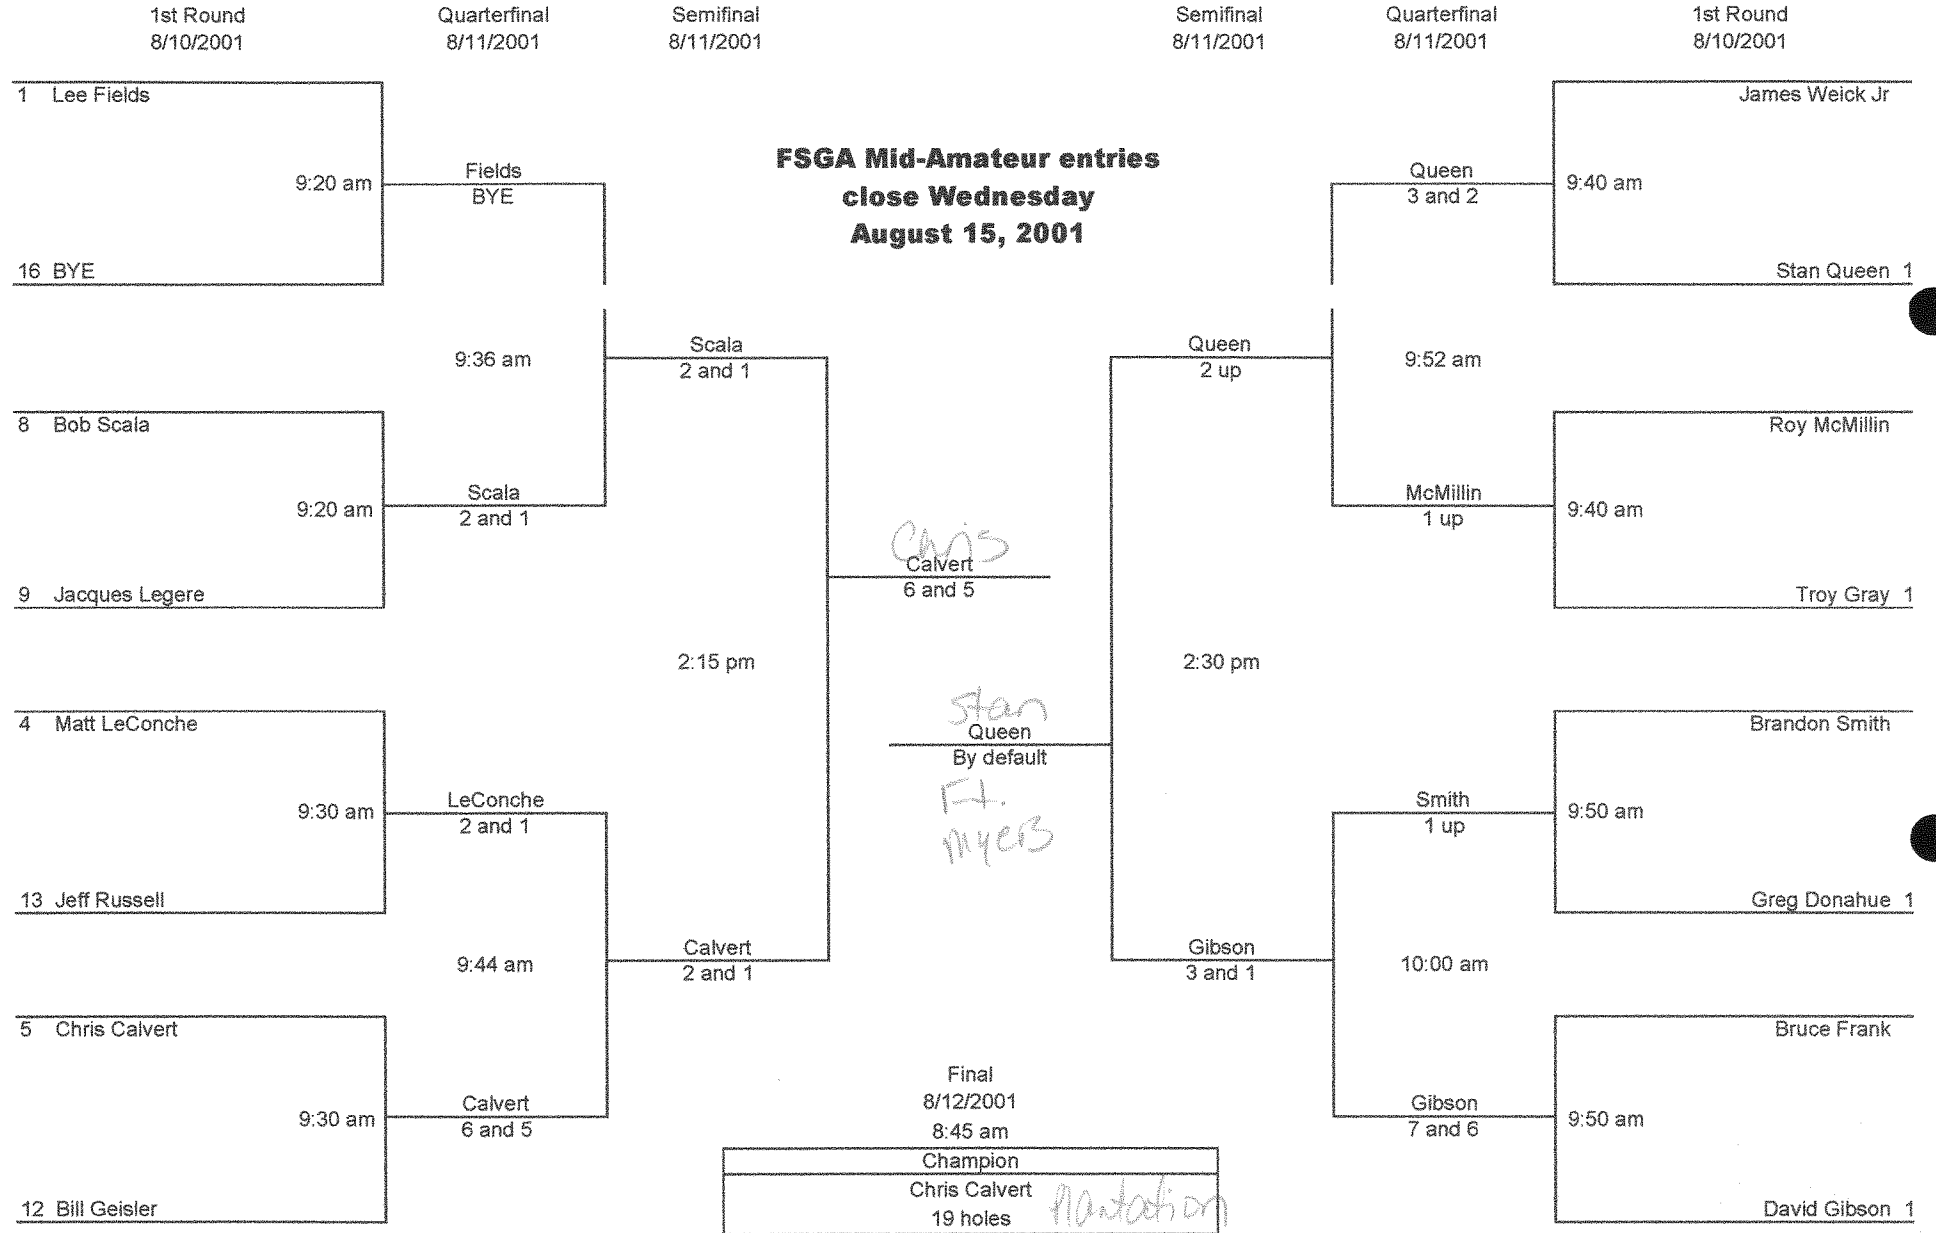 1st Round
8/10/2001
Quarterfinal
8/11/2001
Semifinal
8/11/2001
Semifinal
8/11/2001
Quarterfinal
8/11/2001
1st Round
8/10/2001
FSGA Mid-Amateur entries
close Wednesday
August 15, 2001
1 Lee Fields
9:20 am
16 BYE
Fields
BYE
9:36 am
8 Bob Scala
9:20 am
9 Jacques Legere
Scala
2 and 1
Scala
2 and 1
4 Matt LeConche
9:30 am
13 Jeff Russell
LeConche
2 and 1
9:44 am
5 Chris Calvert
9:30 am
12 Bill Geisler
Calvert
6 and 5
Calvert
2 and 1
2:15 pm
Chris
Calvert
6 and 5
Stan
Queen
By default
Ft.
Myers
2:30 pm
Queen
2 up
Gibson
3 and 1
Queen
3 and 2
9:52 am
McMillin
1 up
Smith
1 up
10:00 am
Gibson
7 and 6
James Weick Jr
9:40 am
Stan Queen 1
Roy McMillin
9:40 am
Troy Gray 1
Brandon Smith
9:50 am
Greg Donahue 1
Bruce Frank
9:50 am
David Gibson 1
Final
8/12/2001
8:45 am
Champion
Chris Calvert
19 holes
Plantation